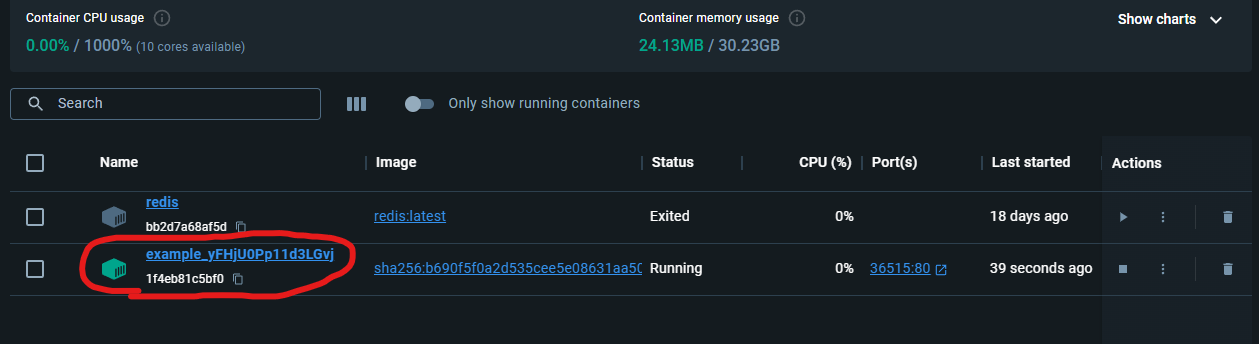 Container CPU usage
0.00% / 1000% (10 cores available)
Container memory usage
24.13MB / 30.23GB
Show charts
Search
Only show running containers
Name Image Status CPU (%) Port(s) Last started Actions
redis
bb2d7a68af5d
redis:latest Exited 0% 18 days ago
example_yFHjU0Pp11d3LGvj
1f4eb81c5bf0
sha256:b690f5f0a2d535cee5e08631aa50 Running 0% 36515:80 39 seconds ago